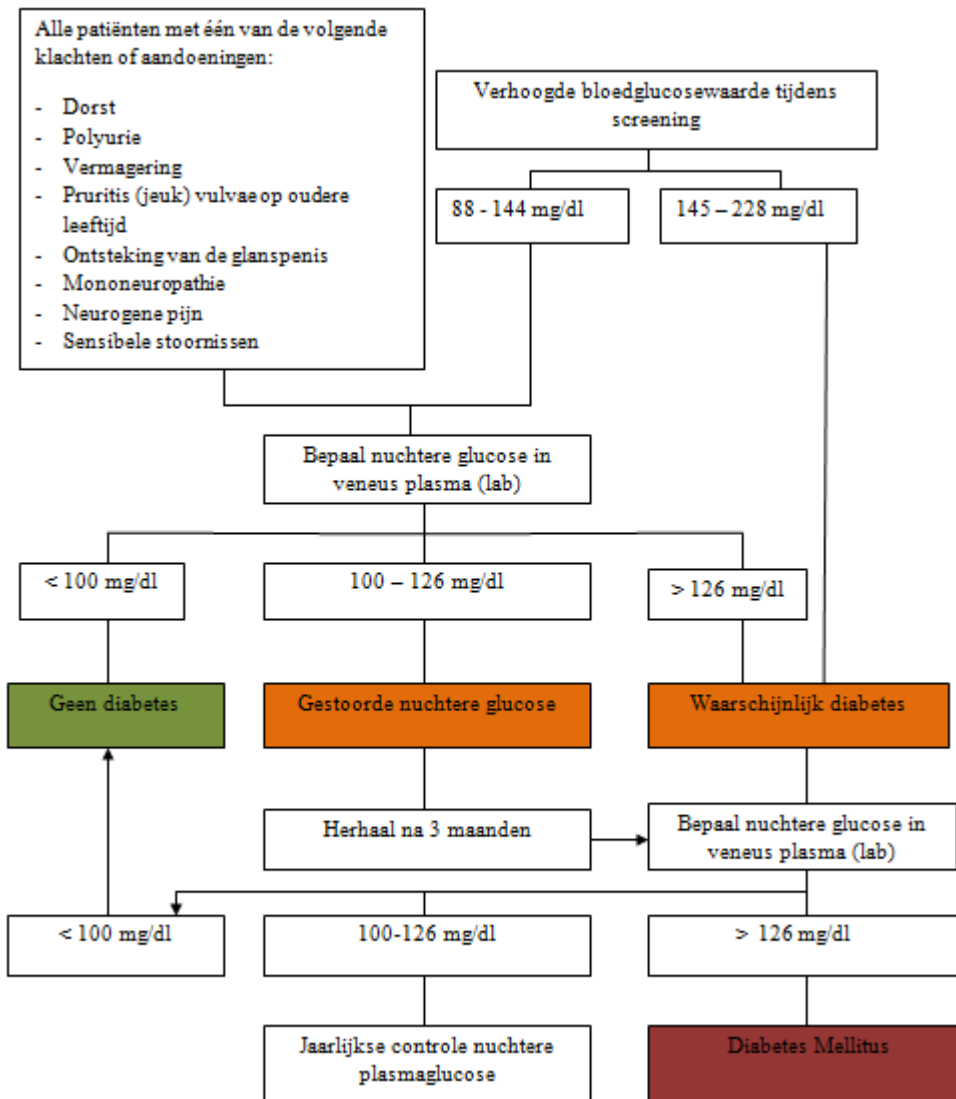 Alle patiënten met één van de volgende
klachten of aandoeningen:
- Dorst
- Polyurie
- Vermagering
- Pruritis (jeuk) vulvae op oudere
leeftijd
- Ontsteking van de glanspenis
- Mononeuropathie
- Neurogene pijn
- Sensibele stoornissen
Verhoogde bloedglucosewaarde tijdens
screening
88 - 144 mg/dl
145 – 228 mg/dl
Bepaal nuchtere glucose in
veneus plasma (lab)
< 100 mg/dl
100 – 126 mg/dl
> 126 mg/dl
Geen diabetes
Gestoorde nuchtere glucose
Waarschijnlijk diabetes
Herhaal na 3 maanden
Bepaal nuchtere glucose in
veneus plasma (lab)
< 100 mg/dl
100-126 mg/dl
> 126 mg/dl
Jaarlijkse controle nuchtere
plasmaglucose
Diabetes Mellitus